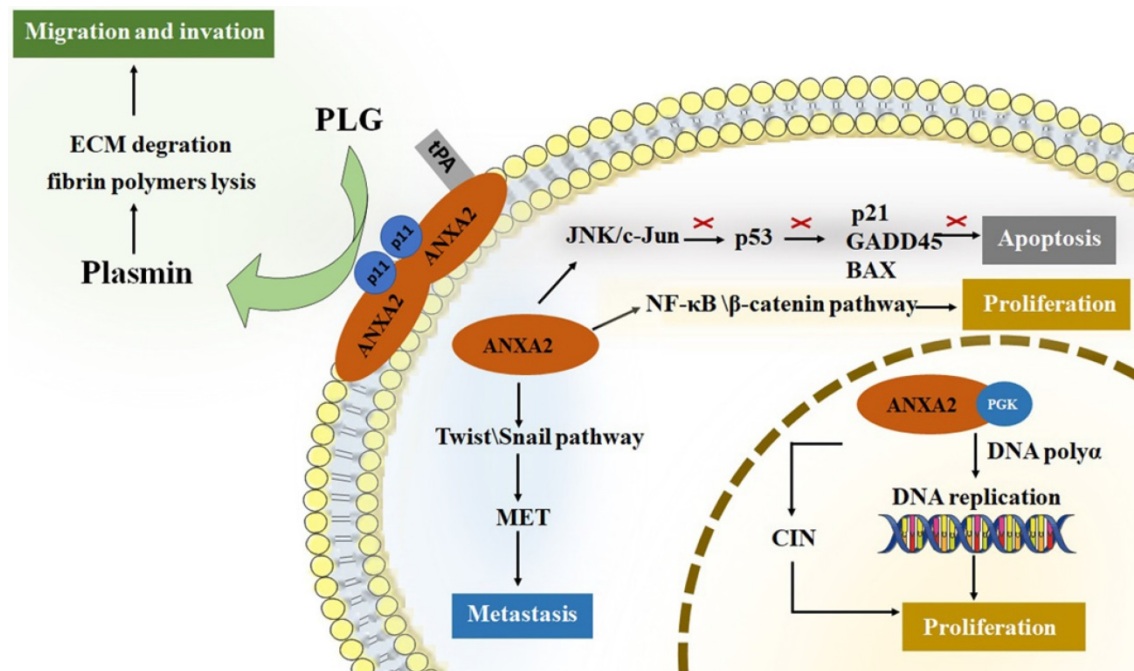 Migration and invation
ECM degration
fibrin polymers lysis
Plasmin
PLG
tPA
ANXA2
p11
p11
ANXA2
JNK/c-Jun
p53
p21
GADD45
BAX
Apoptosis
NF-κB \β-catenin pathway
Proliferation
ANXA2
Twist\Snail pathway
MET
Metastasis
ANXA2
PGK
DNA polyα
DNA replication
CIN
Proliferation